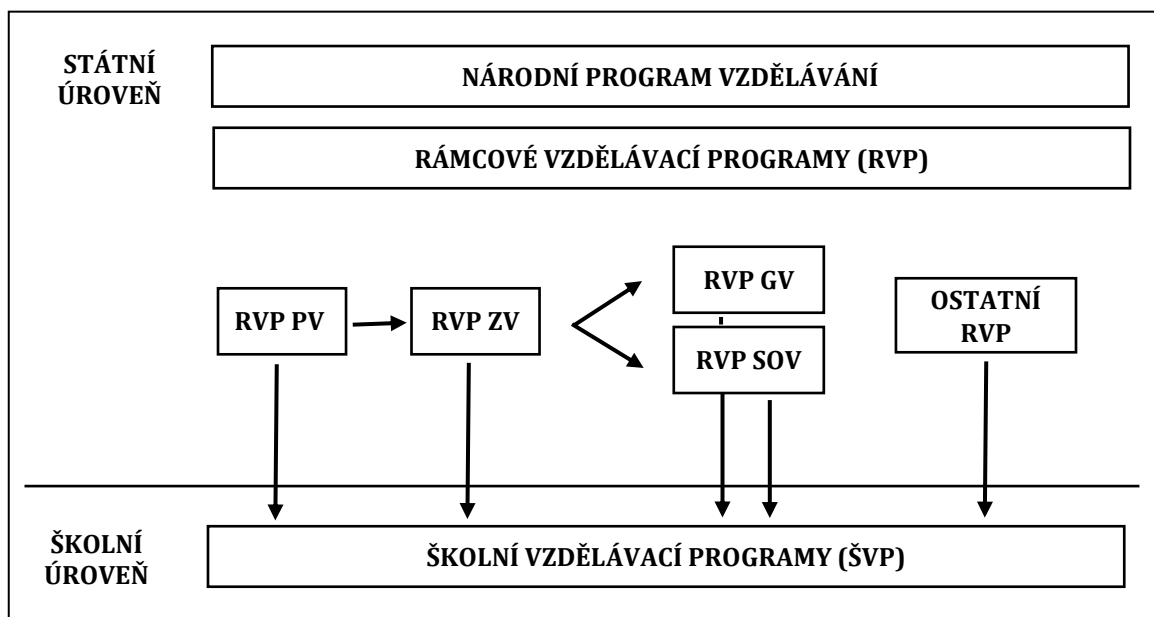 STÁTNÍ
ÚROVEŇ
NÁRODNÍ PROGRAM VZDĚLÁVÁNÍ
RÁMCOVÉ VZDĚLÁVACÍ PROGRAMY (RVP)
RVP PV
RVP ZV
RVP GV
RVP SOV
OSTATNÍ
RVP
ŠKOLNÍ
ÚROVEŇ
ŠKOLNÍ VZDĚLÁVACÍ PROGRAMY (ŠVP)